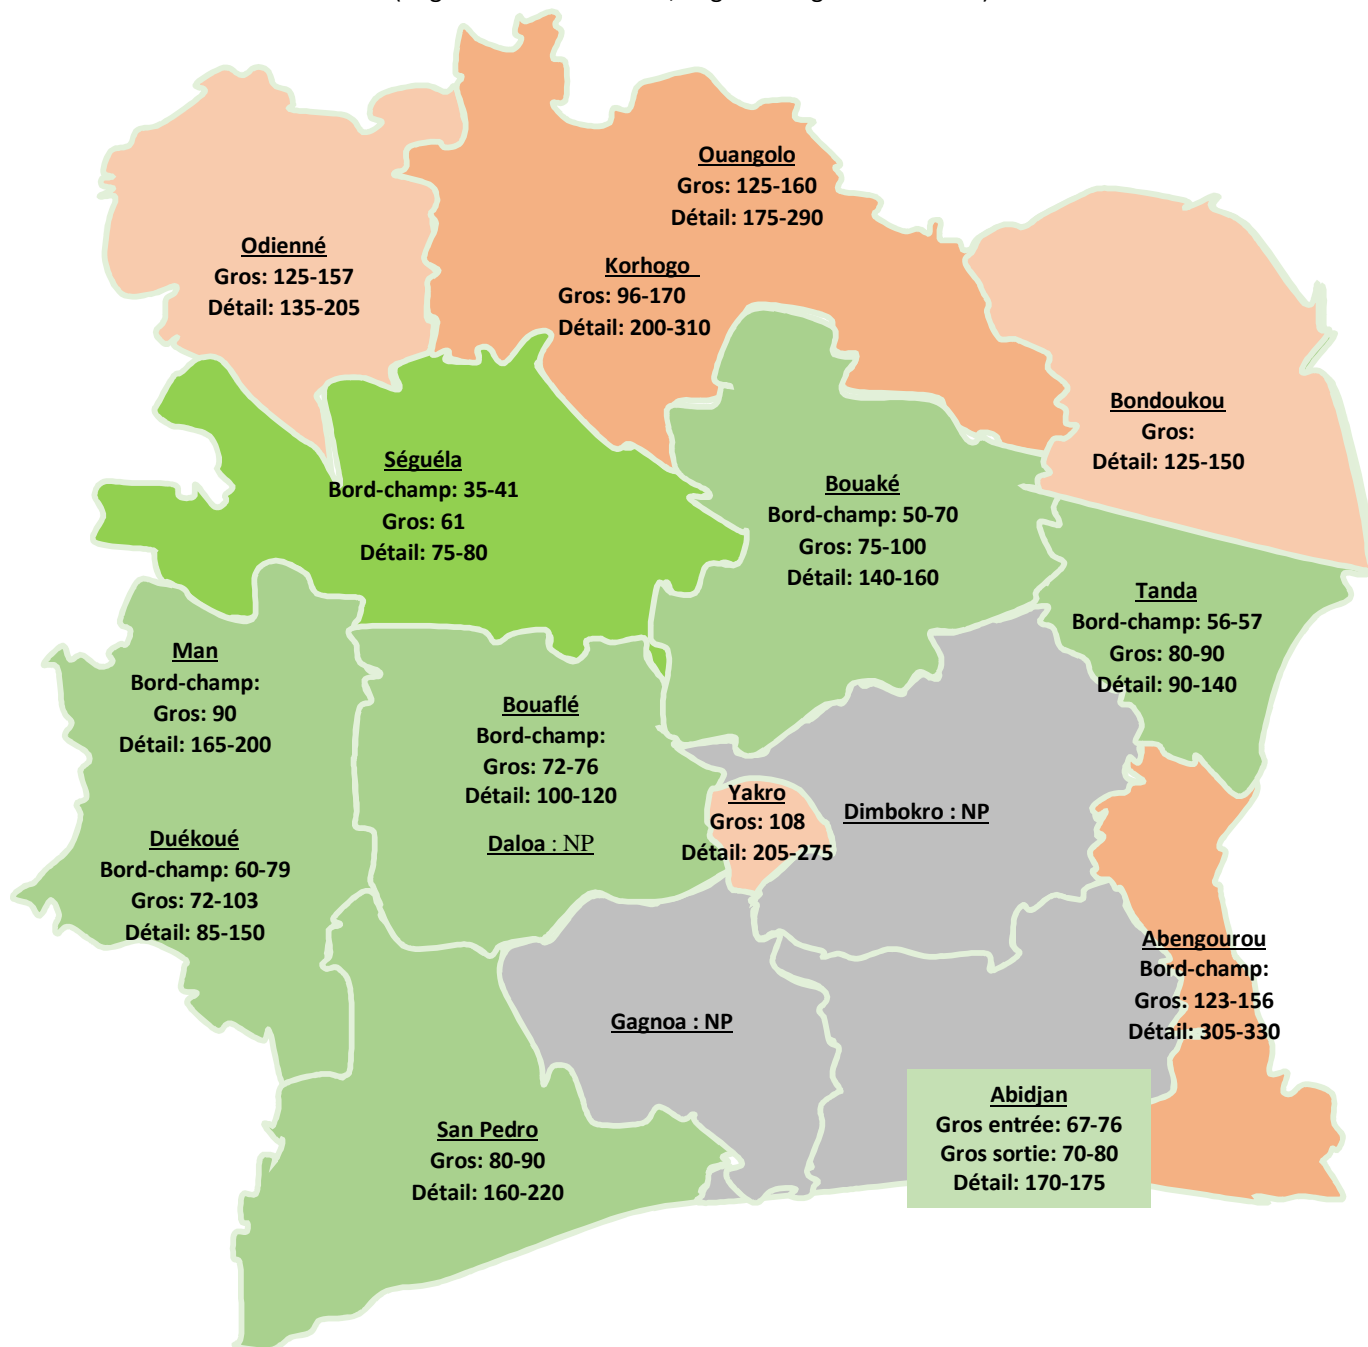 Ouangolo
Gros: 125-160
Détail: 175-290
Odienné
Gros: 125-157
Détail: 135-205
Korhogo
Gros: 96-170
Détail: 200-310
Bondoukou
Gros:
Détail: 125-150
Séguéla
Bord-champ: 35-41
Gros: 61
Détail: 75-80
Bouaké
Bord-champ: 50-70
Gros: 75-100
Détail: 140-160
Tanda
Bord-champ: 56-57
Gros: 80-90
Détail: 90-140
Man
Bord-champ:
Gros: 90
Détail: 165-200
Bouaflé
Bord-champ:
Gros: 72-76
Détail: 100-120
Daloa : NP
Yakro
Gros: 108
Détail: 205-275
Dimbokro : NP
Duékoué
Bord-champ: 60-79
Gros: 72-103
Détail: 85-150
Abengourou
Bord-champ:
Gros: 123-156
Détail: 305-330
Gagnoa : NP
San Pedro
Gros: 80-90
Détail: 160-220
Abidjan
Gros entrée: 67-76
Gros sortie: 70-80
Détail: 170-175